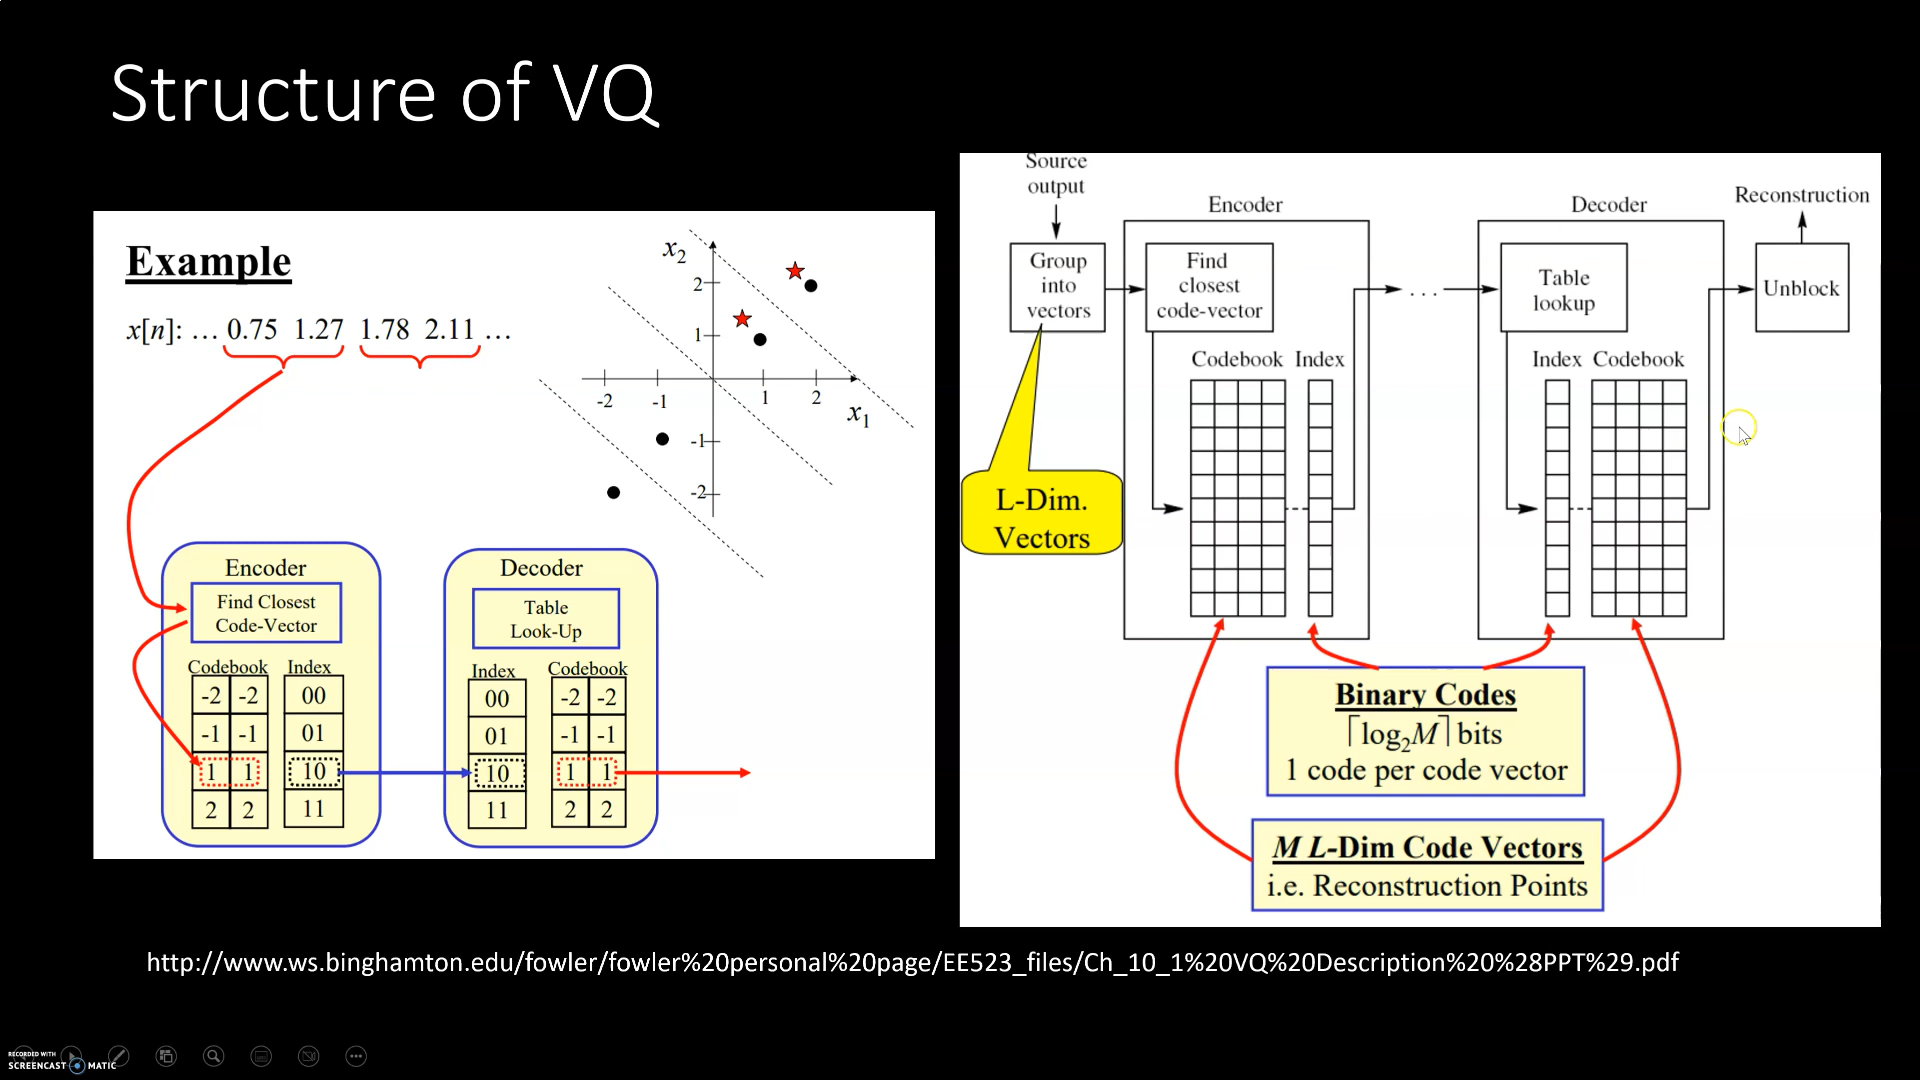 Structure of VQ
Example
x[n]: ... 0.75 1.27 1.78 2.11 ...
x2
2
1
-2 -1 1 2
x1
-1
-2
Encoder
Find Closest
Code-Vector
Codebook Index
-2 -2 00
-1 -1 01
1 1 10
2 2 11
Decoder
Table
Look-Up
Index Codebook
00 -2 -2
01 -1 -1
10 1 1
11 2 2
Source
output
Group
into
vectors
L-Dim.
Vectors
Encoder
Find
closest
code-vector
Codebook Index
. . .
Decoder
Table
lookup
Index Codebook
Reconstruction
Unblock
Binary Codes
⌈log2M⌉ bits
1 code per code vector
M L-Dim Code Vectors
i.e. Reconstruction Points
http://www.ws.binghamton.edu/fowler/fowler%20personal%20page/EE523_files/Ch_10_1%20VQ%20Description%20%28PPT%29.pdf
RECORDED WITH
SCREENCAST MATIC